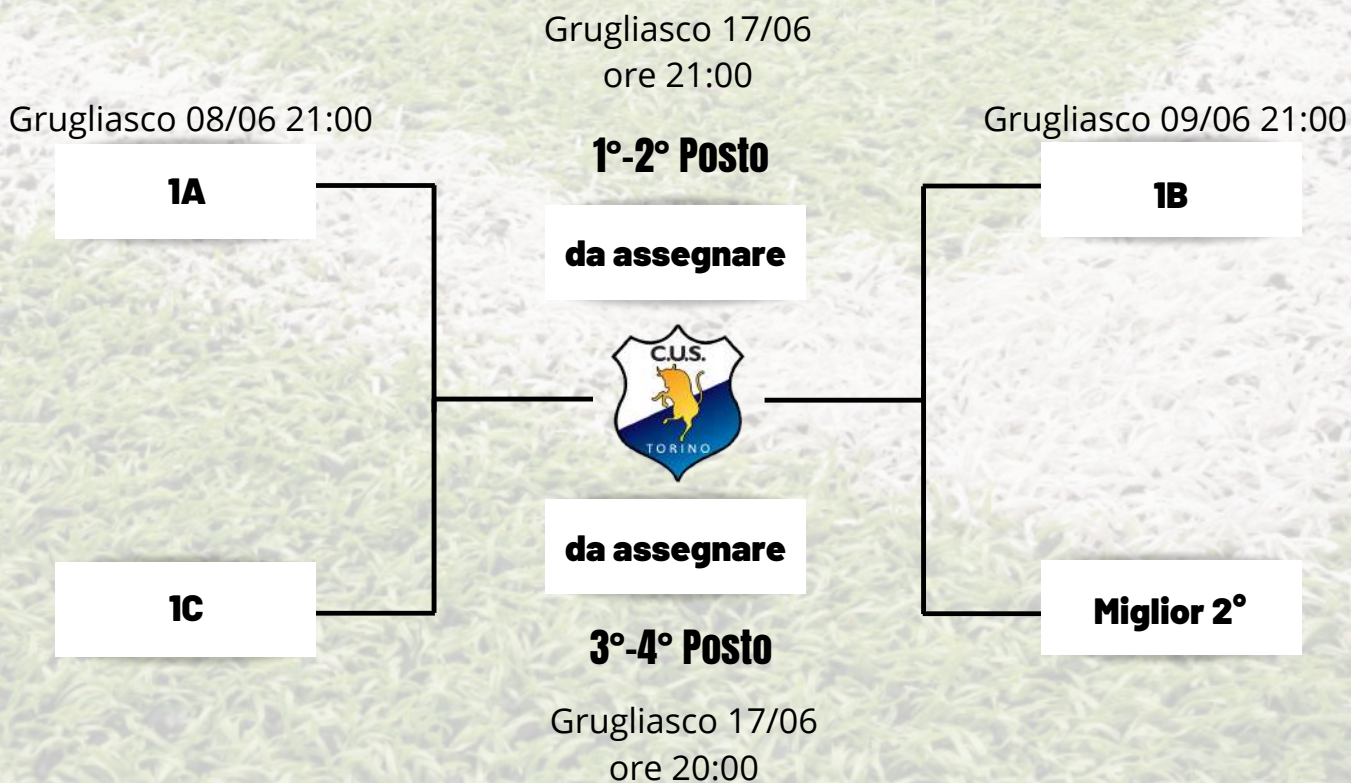 Grugliasco 17/06
ore 21:00
Grugliasco 08/06 21:00
Grugliasco 09/06 21:00
1°-2° Posto
1A
1B
da assegnare
C.U.S.
TORINO
da assegnare
1C
Miglior 2°
3°-4° Posto
Grugliasco 17/06
ore 20:00